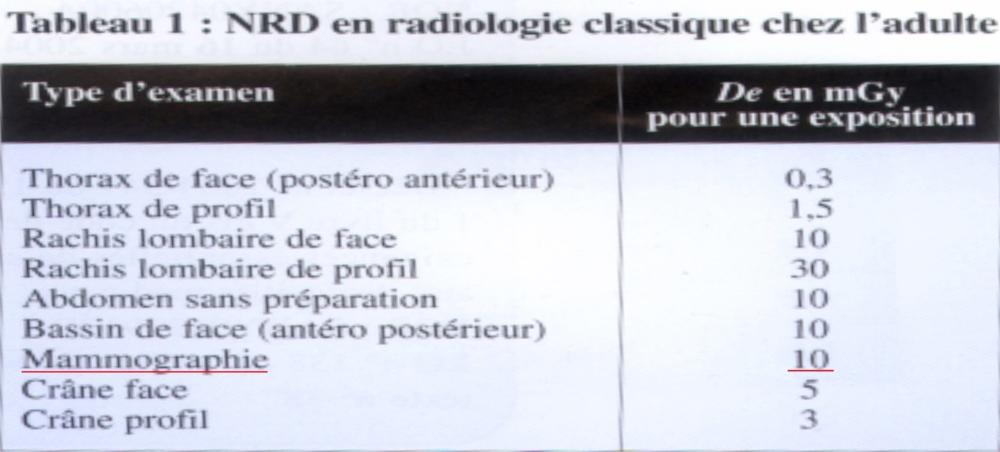 Tableau 1 : NRD en radiologie classique chez l'adulte
Type d'examen
De en mGy
pour une exposition
Thorax de face (postéro antérieur) 0,3
Thorax de profil 1,5
Rachis lombaire de face 10
Rachis lombaire de profil 30
Abdomen sans préparation 10
Bassin de face (antéro postérieur) 10
Mammographie 10
Crâne face 5
Crâne profil 3